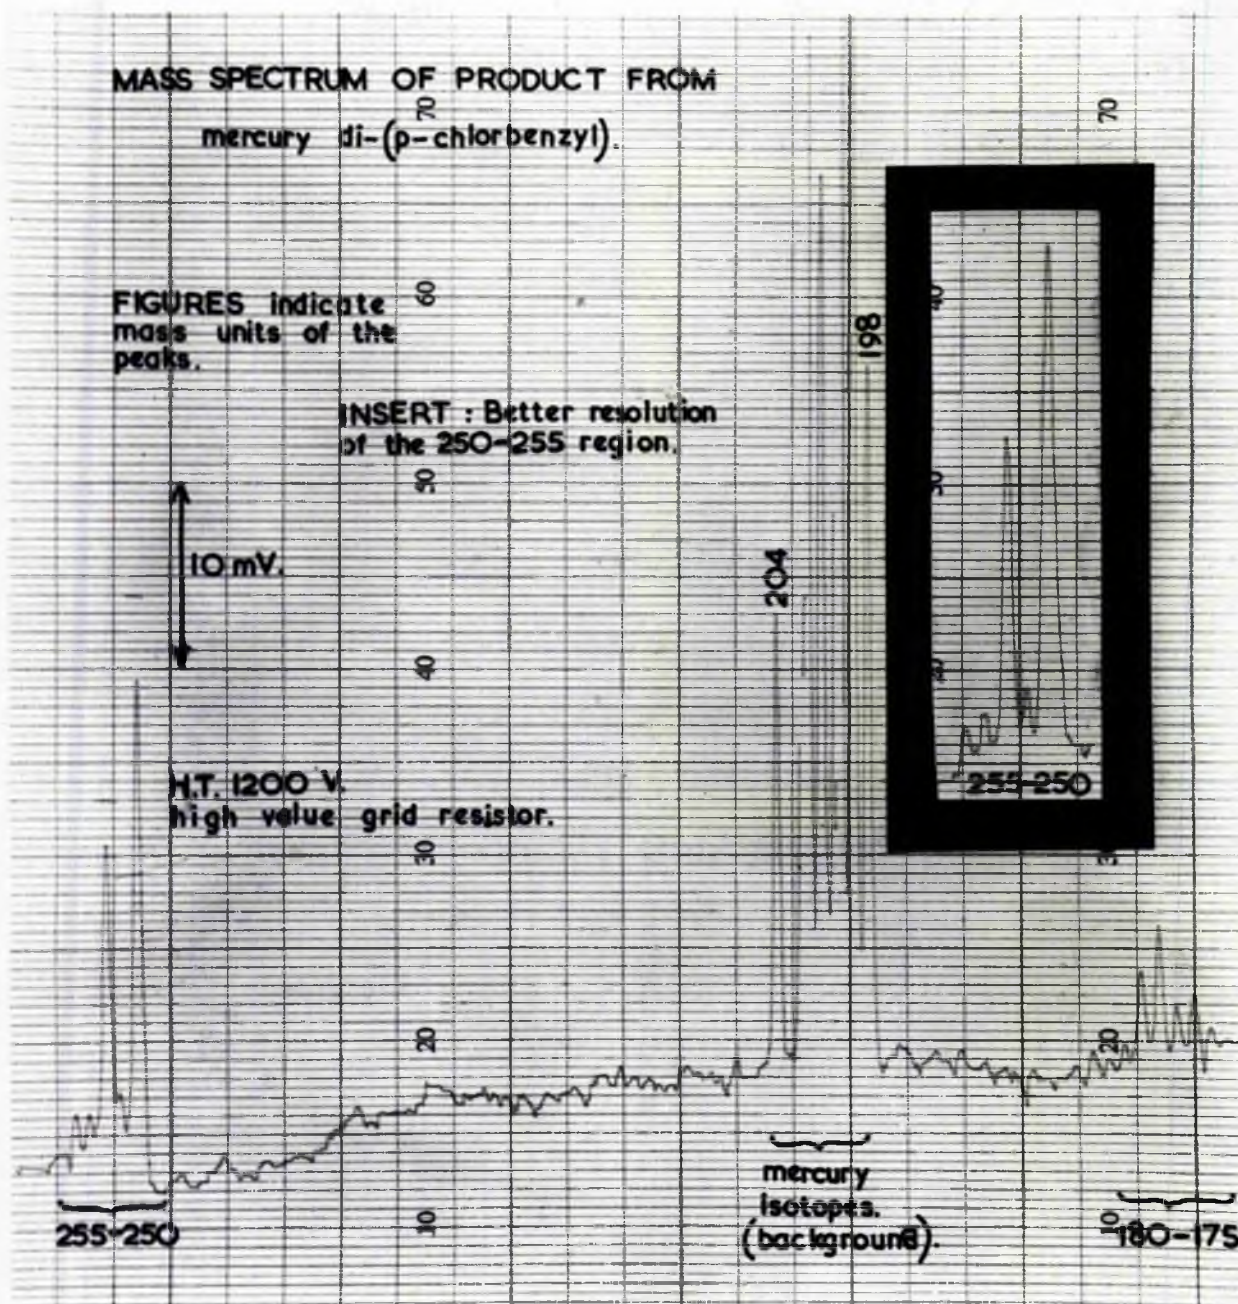 MASS SPECTRUM OF PRODUCT FROM
mercury di-(p-chlorbenzyl).
70
70
FIGURES indicate
mass units of the
peaks.
60
INSERT : Better resolution
of the 250-255 region.
50
10 mV.
204
198
40
30
20
255-250
40
H.T. 1200 V.
high value grid resistor.
30
20
20
mercury
isotopes.
(background).
255-250
10
10
180-175